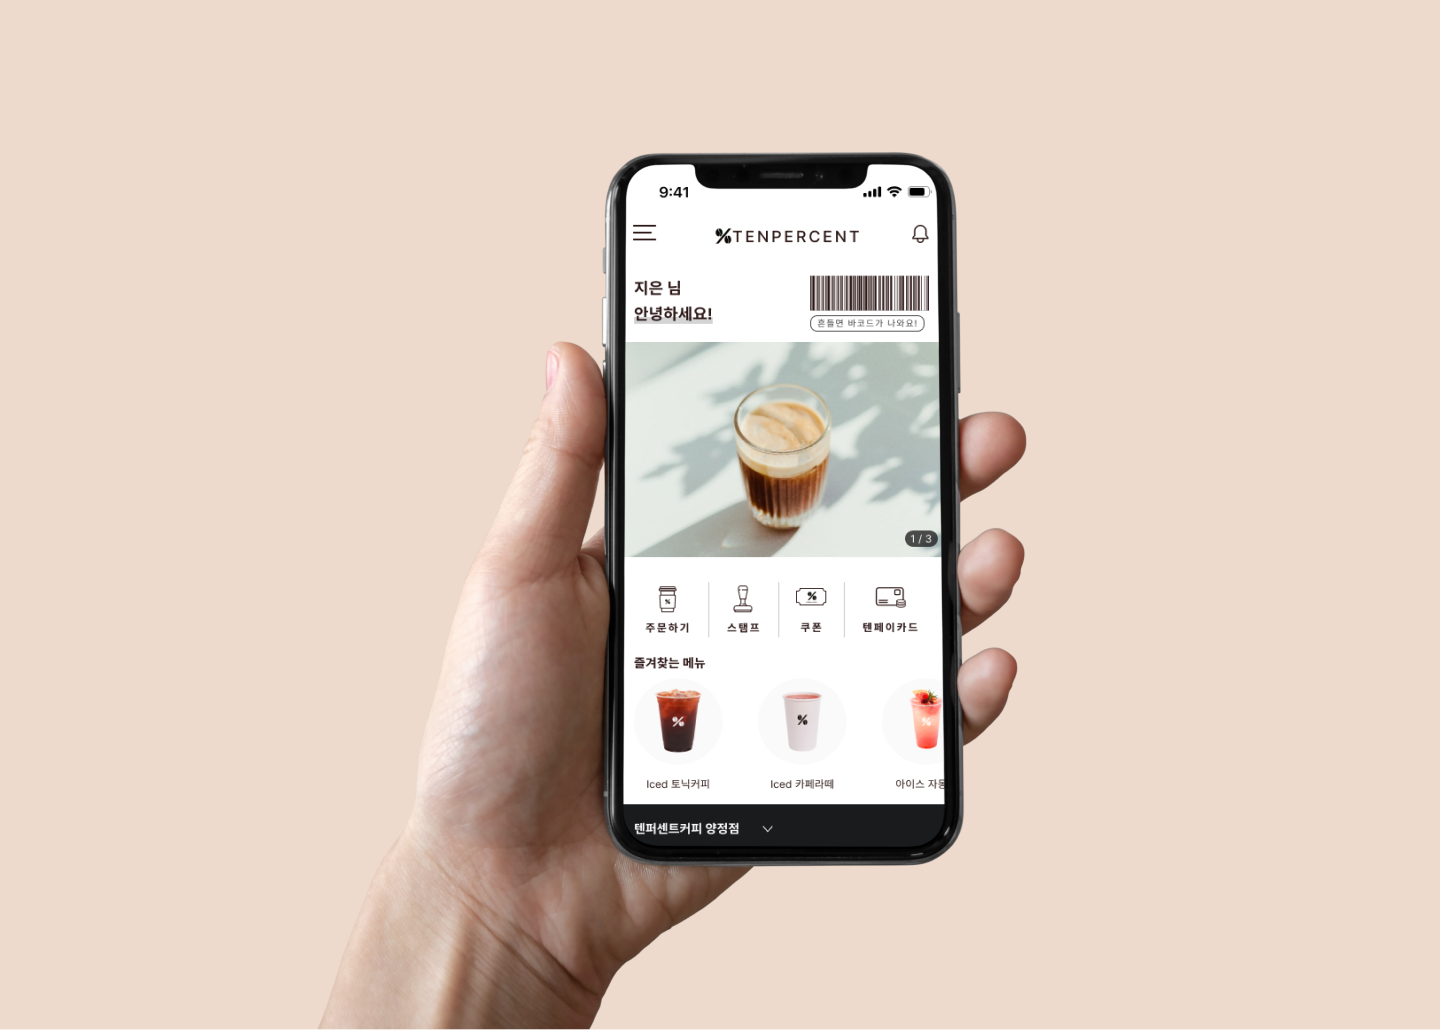 9:41
%TENPERCENT
지은 님
안녕하세요!
흔들면 바코드가 나와요!
1 / 3
주문하기
스탬프
쿠폰
텐페이카드
즐겨찾는 메뉴
Iced 토닉커피
Iced 카페라떼
아이스 자몽
텐퍼센트커피 양정점